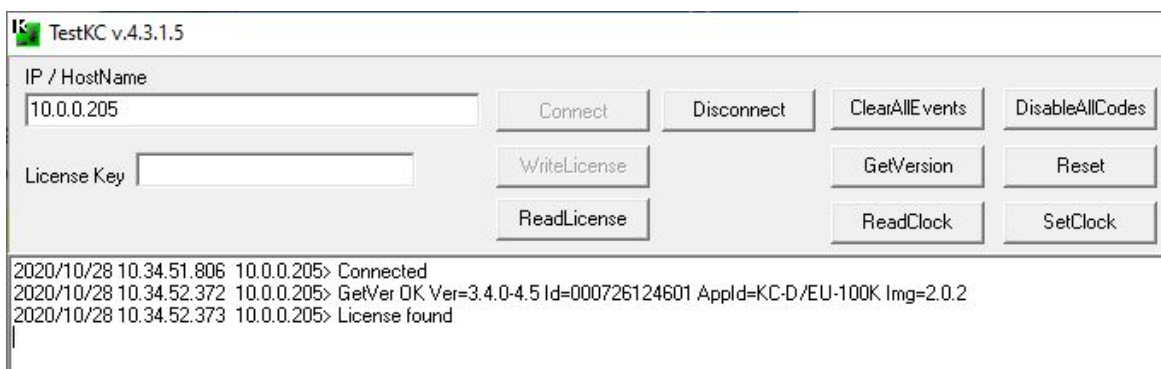 TestKC v.4.3.1.5
IP / HostName
10.0.0.205
Connect
Disconnect
ClearAllEvents
DisableAllCodes
License Key
WriteLicense
GetVersion
Reset
ReadLicense
ReadClock
SetClock
2020/10/28 10.34.51.806 10.0.0.205> Connected
2020/10/28 10.34.52.372 10.0.0.205> GetVer OK Ver=3.4.0-4.5 Id=000726124601 AppId=KC-D/EU-100K Img=2.0.2
2020/10/28 10.34.52.373 10.0.0.205> License found